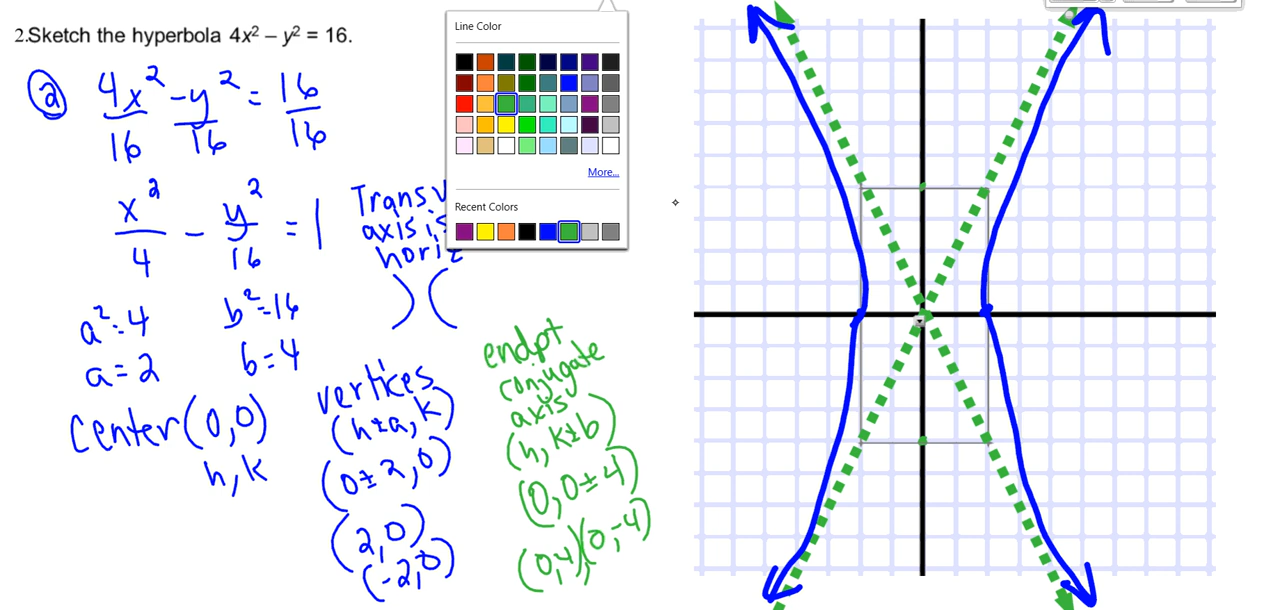 2.Sketch the hyperbola 4x² – y² = 16.
② 4x²/16 - y²/16 = 16/16
x²/4 - y²/16 = 1
a² = 4 b² = 16
a = 2 b = 4
Center (0,0)
h, k
Transv
axis is
horiz
) (
vertices
(h±a, k)
(0±2, 0)
(2,0)
(-2,0)
endpt
conjugate
axis
(h, k±b)
(0, 0±4)
(0,4), (0,-4)
Line Color
More...
Recent Colors